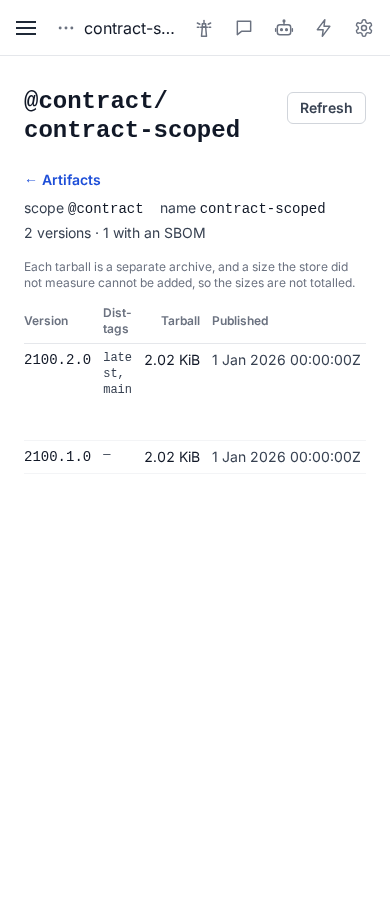 ... contract-s...
@contract/
contract-scoped
Refresh
← Artifacts
scope @contract name contract-scoped
2 versions · 1 with an SBOM
Each tarball is a separate archive, and a size the store did
not measure cannot be added, so the sizes are not totalled.
Version Dist-tags Tarball Published
2100.2.0 late 2.02 KiB 1 Jan 2026 00:00:00Z
st,
main
2100.1.0 — 2.02 KiB 1 Jan 2026 00:00:00Z